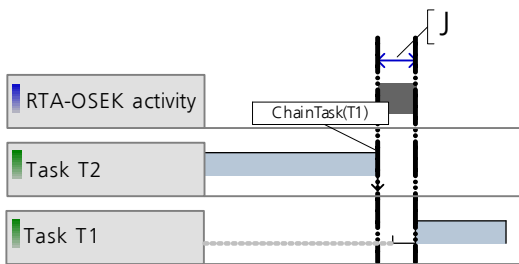 J
RTA-OSEK activity
ChainTask(T1)
Task T2
Task T1